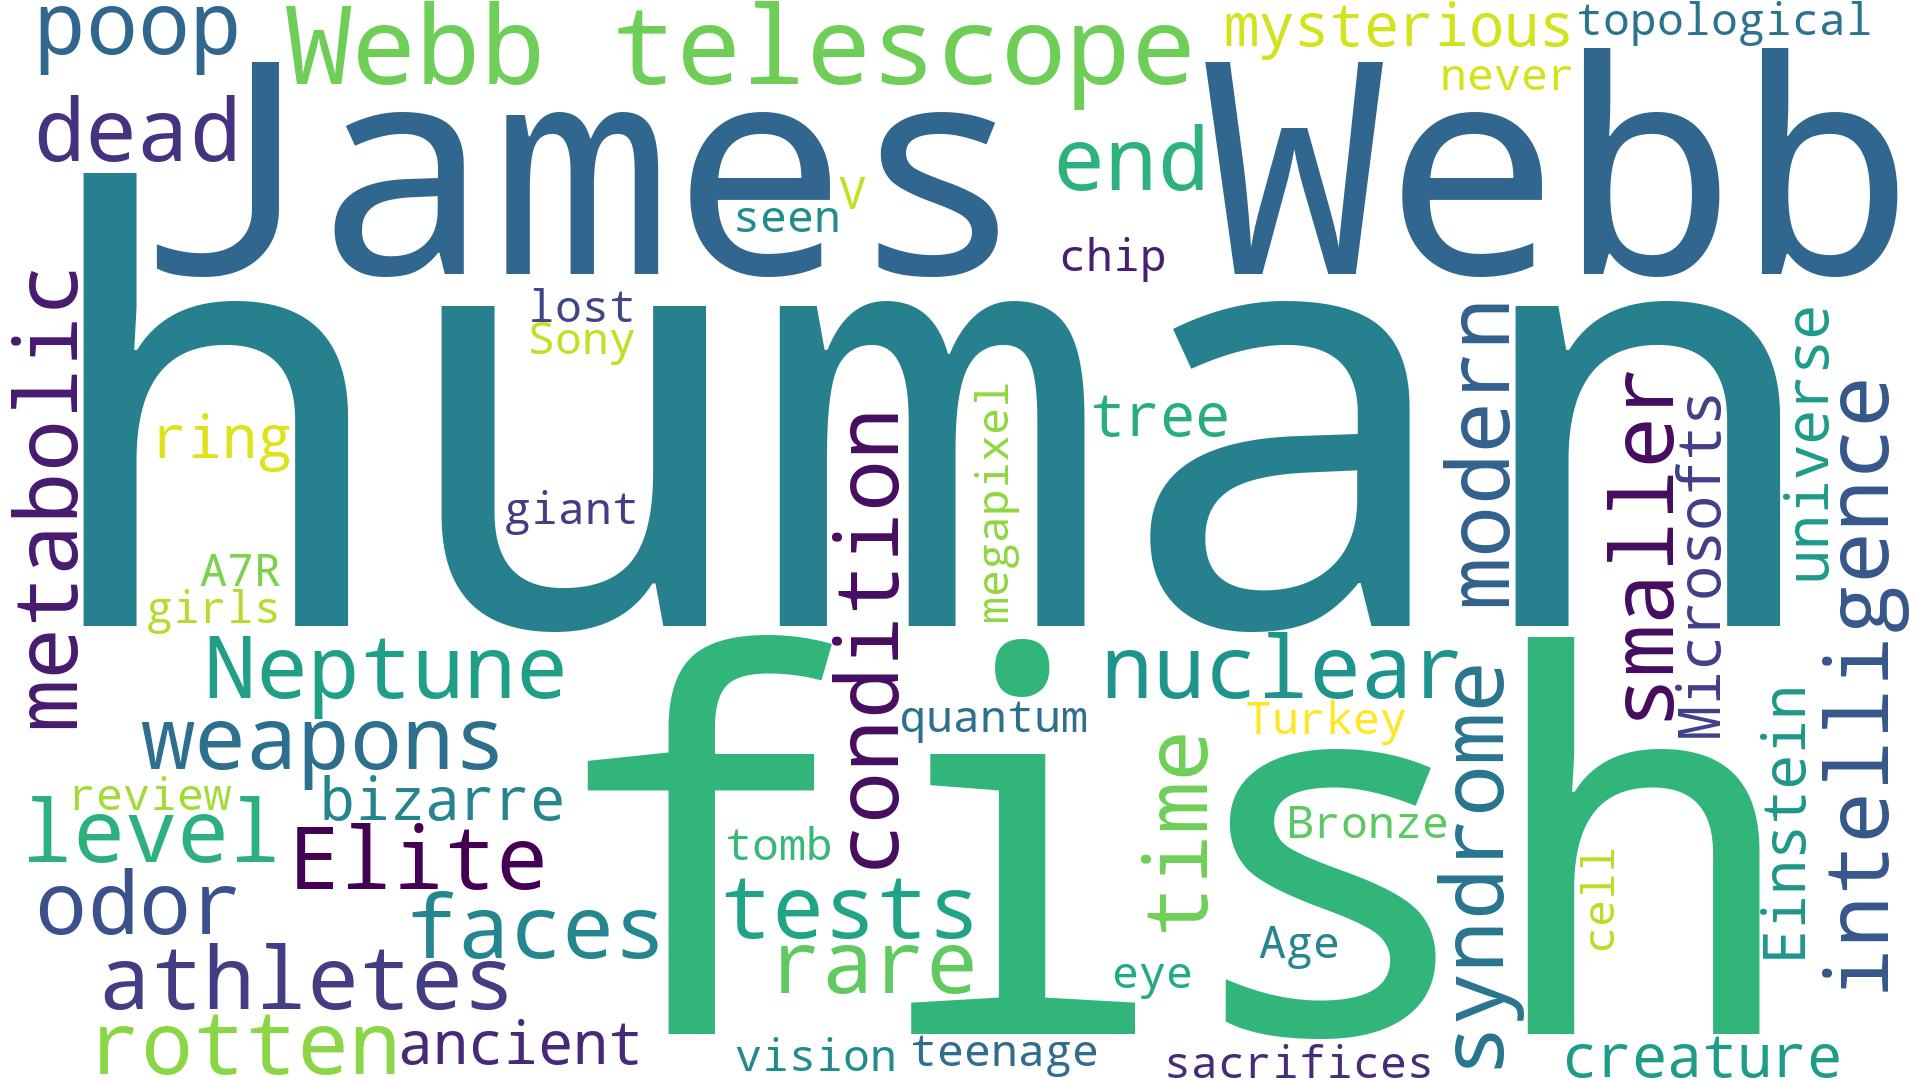 poop
Webb telescope
mysterious
topological
never
dead
James
Webb
end
seen
V
chip
human
metabolic
lost
Sony
ring
giant
condition
megapixel
tree
modern
smaller
Microsofts
universe
intelligence
A7R
girls
Neptune
nuclear
weapons
fish
quantum
Turkey
time
syndrome
Einstein
review
level
bizarre
Elite
tomb
Bronze
cell
odor
faces
tests
rare
Age
eye
athletes
rotten
ancient
vision
teenage
sacrifices
creature